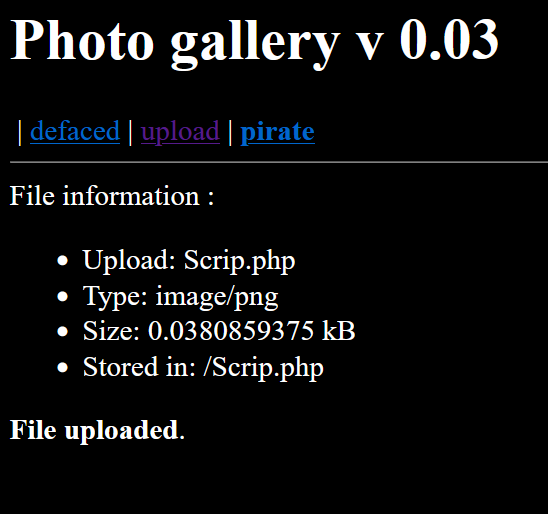 Photo gallery v 0.03
| defaced | upload | pirate
File information :
Upload: Scrip.php
Type: image/png
Size: 0.0380859375 kB
Stored in: /Scrip.php
File uploaded.